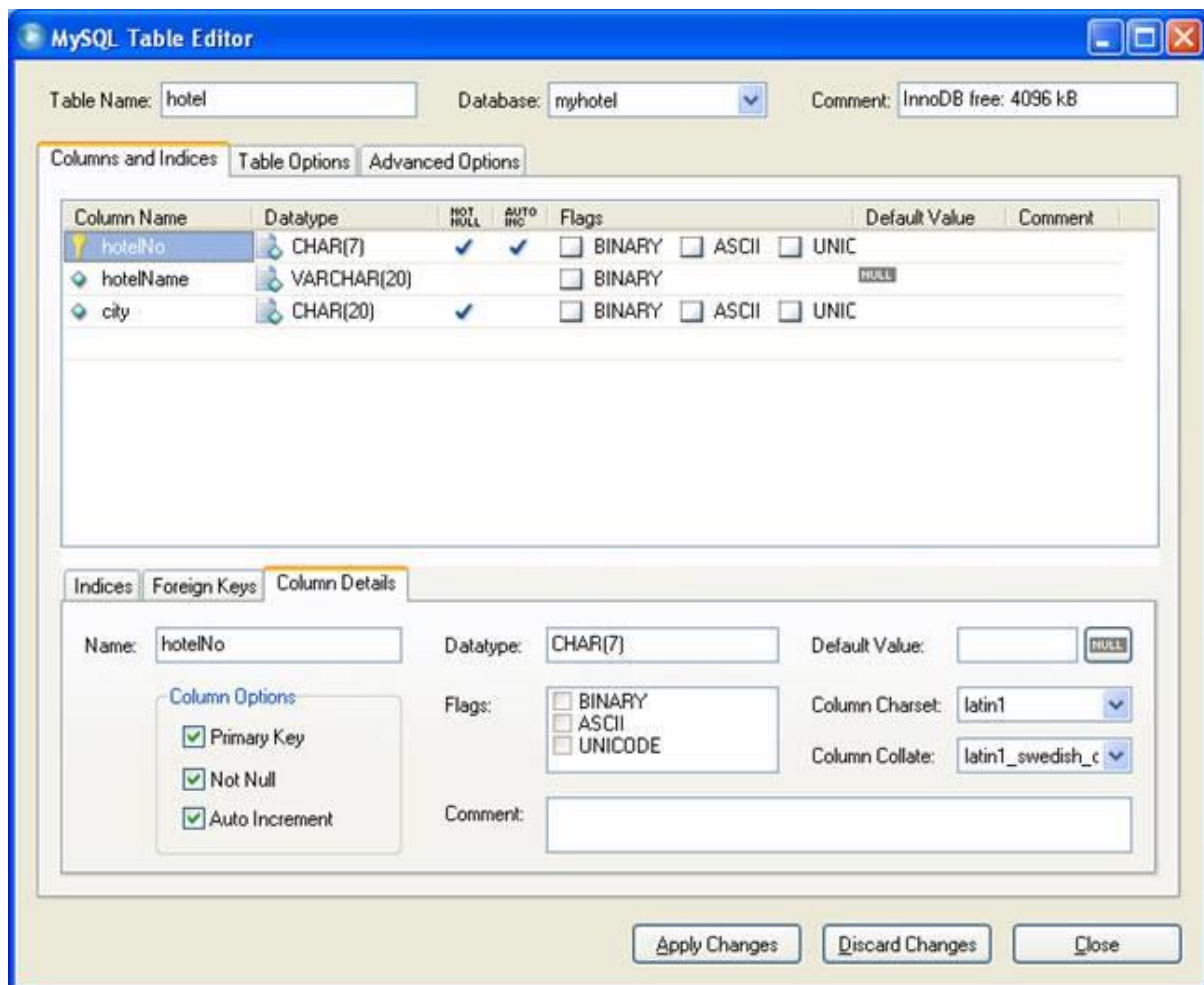 MySQL Table Editor
Table Name: hotel Database: myhotel Comment: InnoDB free: 4096 kB
Columns and Indices Table Options Advanced Options
Column Name Datatype NOT NULL AUTO INC Flags Default Value Comment
hotelNo CHAR(7) BINARY ASCII UNIC
hotelName VARCHAR(20) BINARY NULL
city CHAR(20) BINARY ASCII UNIC
Indices Foreign Keys Column Details
Name: hotelNo Datatype: CHAR(7) Default Value: NULL
Column Options Flags: BINARY Column Charset: latin1
ASCII
Primary Key UNICODE
Column Collate: latin1_swedish_c
Not Null
Auto Increment Comment:
Apply Changes Discard Changes Close